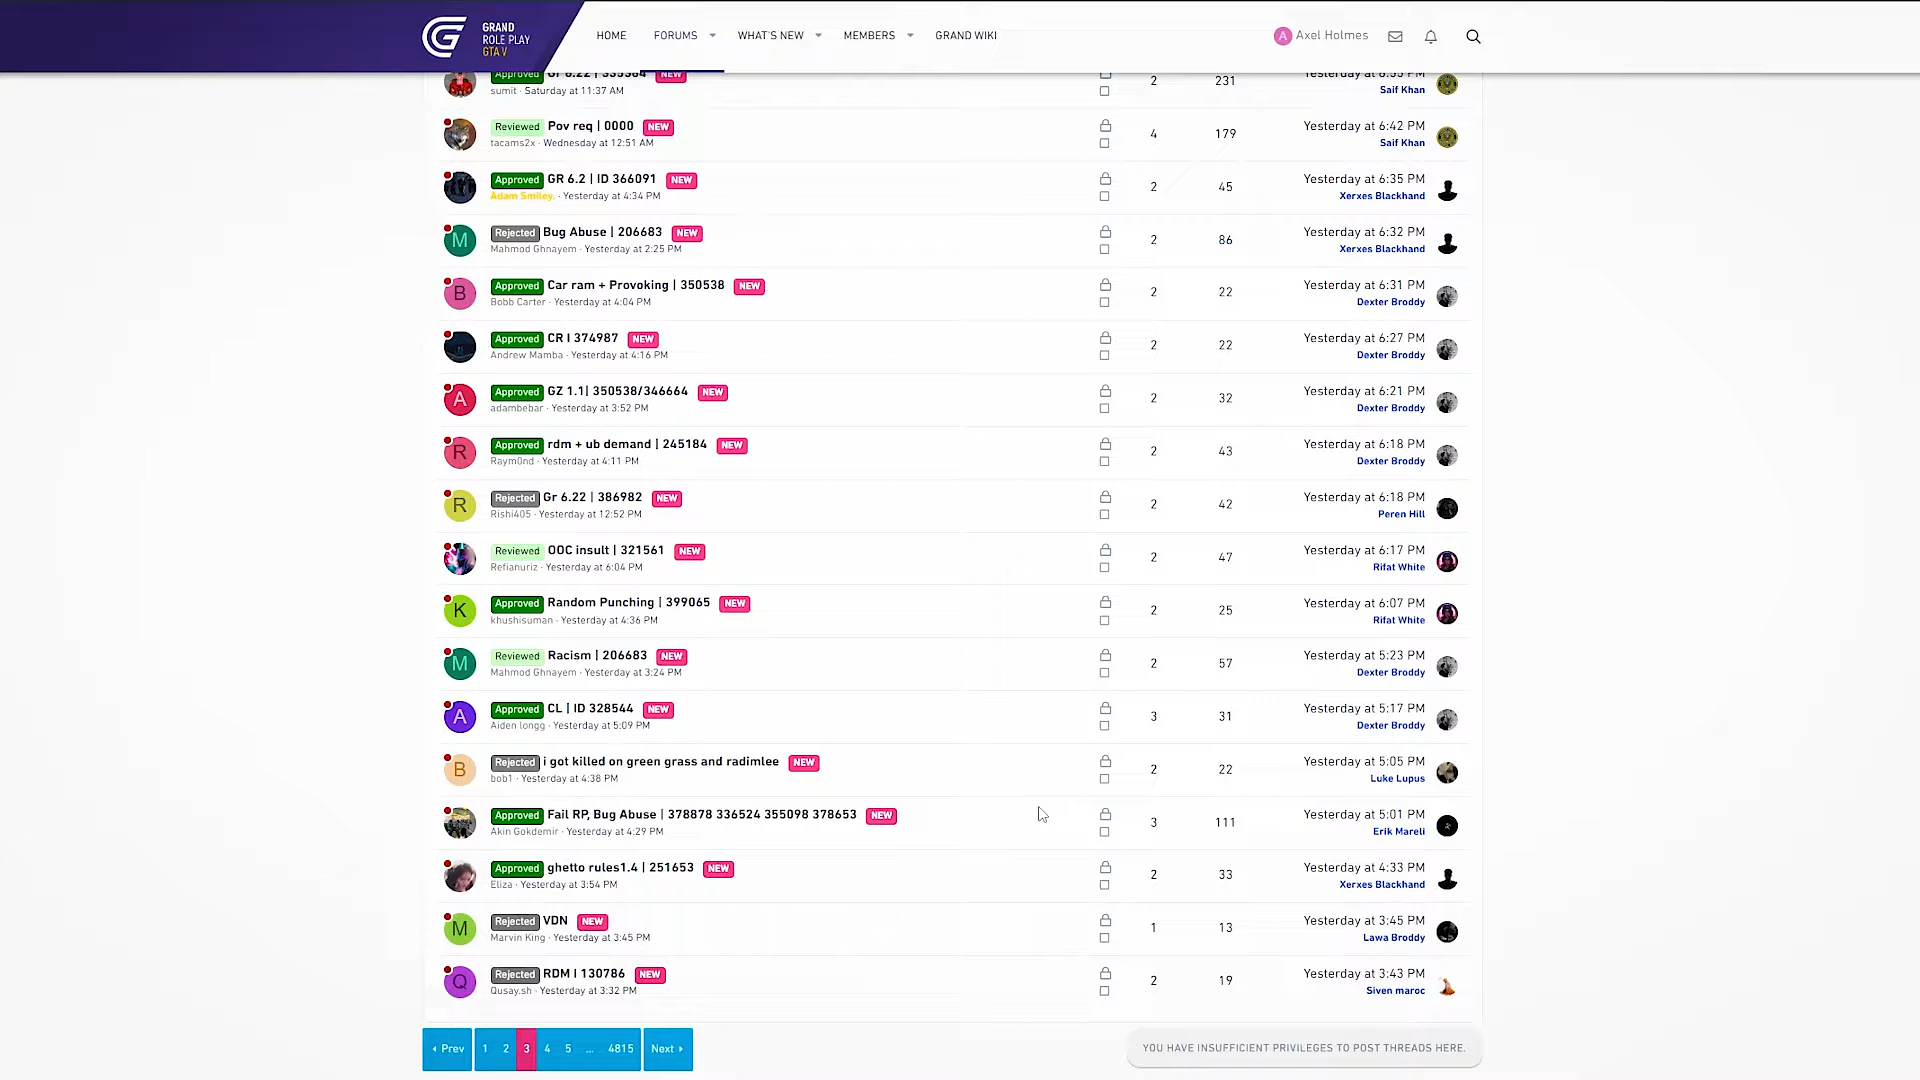 GRAND
ROLE PLAY
GTA V
HOME
FORUMS
WHAT'S NEW
MEMBERS
GRAND WIKI
A
Axel Holmes
Approved Gr 6.22 | 335364 NEW
sumit · Saturday at 11:37 AM
2
231
Yesterday at 6:53 PM
Saif Khan
Reviewed Pov req | 0000 NEW
tacams2x · Wednesday at 12:51 AM
4
179
Yesterday at 6:42 PM
Saif Khan
Approved GR 6.2 | ID 366091 NEW
Adam Smiley. · Yesterday at 4:34 PM
2
45
Yesterday at 6:35 PM
Xerxes Blackhand
M
Rejected Bug Abuse | 206683 NEW
Mahmod Ghnayem · Yesterday at 2:25 PM
2
86
Yesterday at 6:32 PM
Xerxes Blackhand
B
Approved Car ram + Provoking | 350538 NEW
Bobb Carter · Yesterday at 4:04 PM
2
22
Yesterday at 6:31 PM
Dexter Broddy
Approved CR I 374987 NEW
Andrew Mamba · Yesterday at 4:16 PM
2
22
Yesterday at 6:27 PM
Dexter Broddy
A
Approved GZ 1.1| 350538/346664 NEW
adambebar · Yesterday at 3:52 PM
2
32
Yesterday at 6:21 PM
Dexter Broddy
R
Approved rdm + ub demand | 245184 NEW
Raym0nd · Yesterday at 4:11 PM
2
43
Yesterday at 6:18 PM
Dexter Broddy
R
Rejected Gr 6.22 | 386982 NEW
Rishi405 · Yesterday at 12:52 PM
2
42
Yesterday at 6:18 PM
Peren Hill
Reviewed OOC insult | 321561 NEW
Refianuriz · Yesterday at 6:04 PM
2
47
Yesterday at 6:17 PM
Rifat White
K
Approved Random Punching | 399065 NEW
khushisuman · Yesterday at 4:36 PM
2
25
Yesterday at 6:07 PM
Rifat White
M
Reviewed Racism | 206683 NEW
Mahmod Ghnayem · Yesterday at 3:24 PM
2
57
Yesterday at 5:23 PM
Dexter Broddy
A
Approved CL | ID 328544 NEW
Aiden longg · Yesterday at 5:09 PM
3
31
Yesterday at 5:17 PM
Dexter Broddy
B
Rejected i got killed on green grass and radimlee NEW
bob1 · Yesterday at 4:38 PM
2
22
Yesterday at 5:05 PM
Luke Lupus
Approved Fail RP, Bug Abuse | 378878 336524 355098 378653 NEW
Akin Gokdemir · Yesterday at 4:29 PM
3
111
Yesterday at 5:01 PM
Erik Mareli
Approved ghetto rules1.4 | 251653 NEW
Eliza · Yesterday at 3:54 PM
2
33
Yesterday at 4:33 PM
Xerxes Blackhand
M
Rejected VDN NEW
Marvin King · Yesterday at 3:45 PM
1
13
Yesterday at 3:45 PM
Lawa Broddy
Q
Rejected RDM I 130786 NEW
Qusay.sh · Yesterday at 3:32 PM
2
19
Yesterday at 3:43 PM
Siven maroc
Prev 1 2 3 4 5 ... 4815 Next
YOU HAVE INSUFFICIENT PRIVILEGES TO POST THREADS HERE.